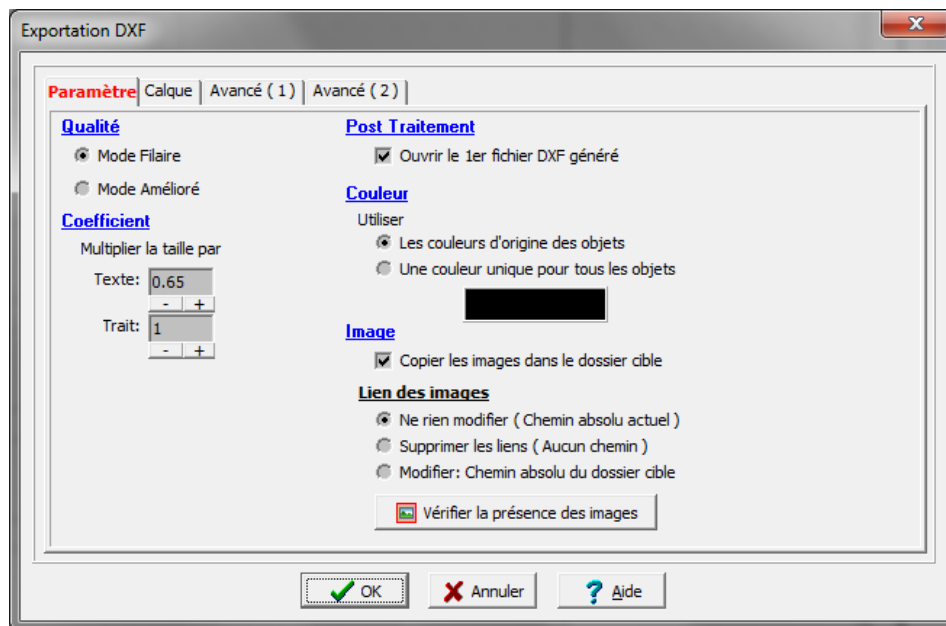 Exportation DXF
Paramètre Calque Avancé ( 1 ) Avancé ( 2 )
Qualité
Mode Filaire
Mode Amélioré
Coefficient
Multiplier la taille par
Texte: 0.65
- +
Trait: 1
- +
Post Traitement
Ouvrir le 1er fichier DXF généré
Couleur
Utiliser
Les couleurs d'origine des objets
Une couleur unique pour tous les objets
Image
Copier les images dans le dossier cible
Lien des images
Ne rien modifier ( Chemin absolu actuel )
Supprimer les liens ( Aucun chemin )
Modifier: Chemin absolu du dossier cible
Vérifier la présence des images
OK Annuler ? Aide